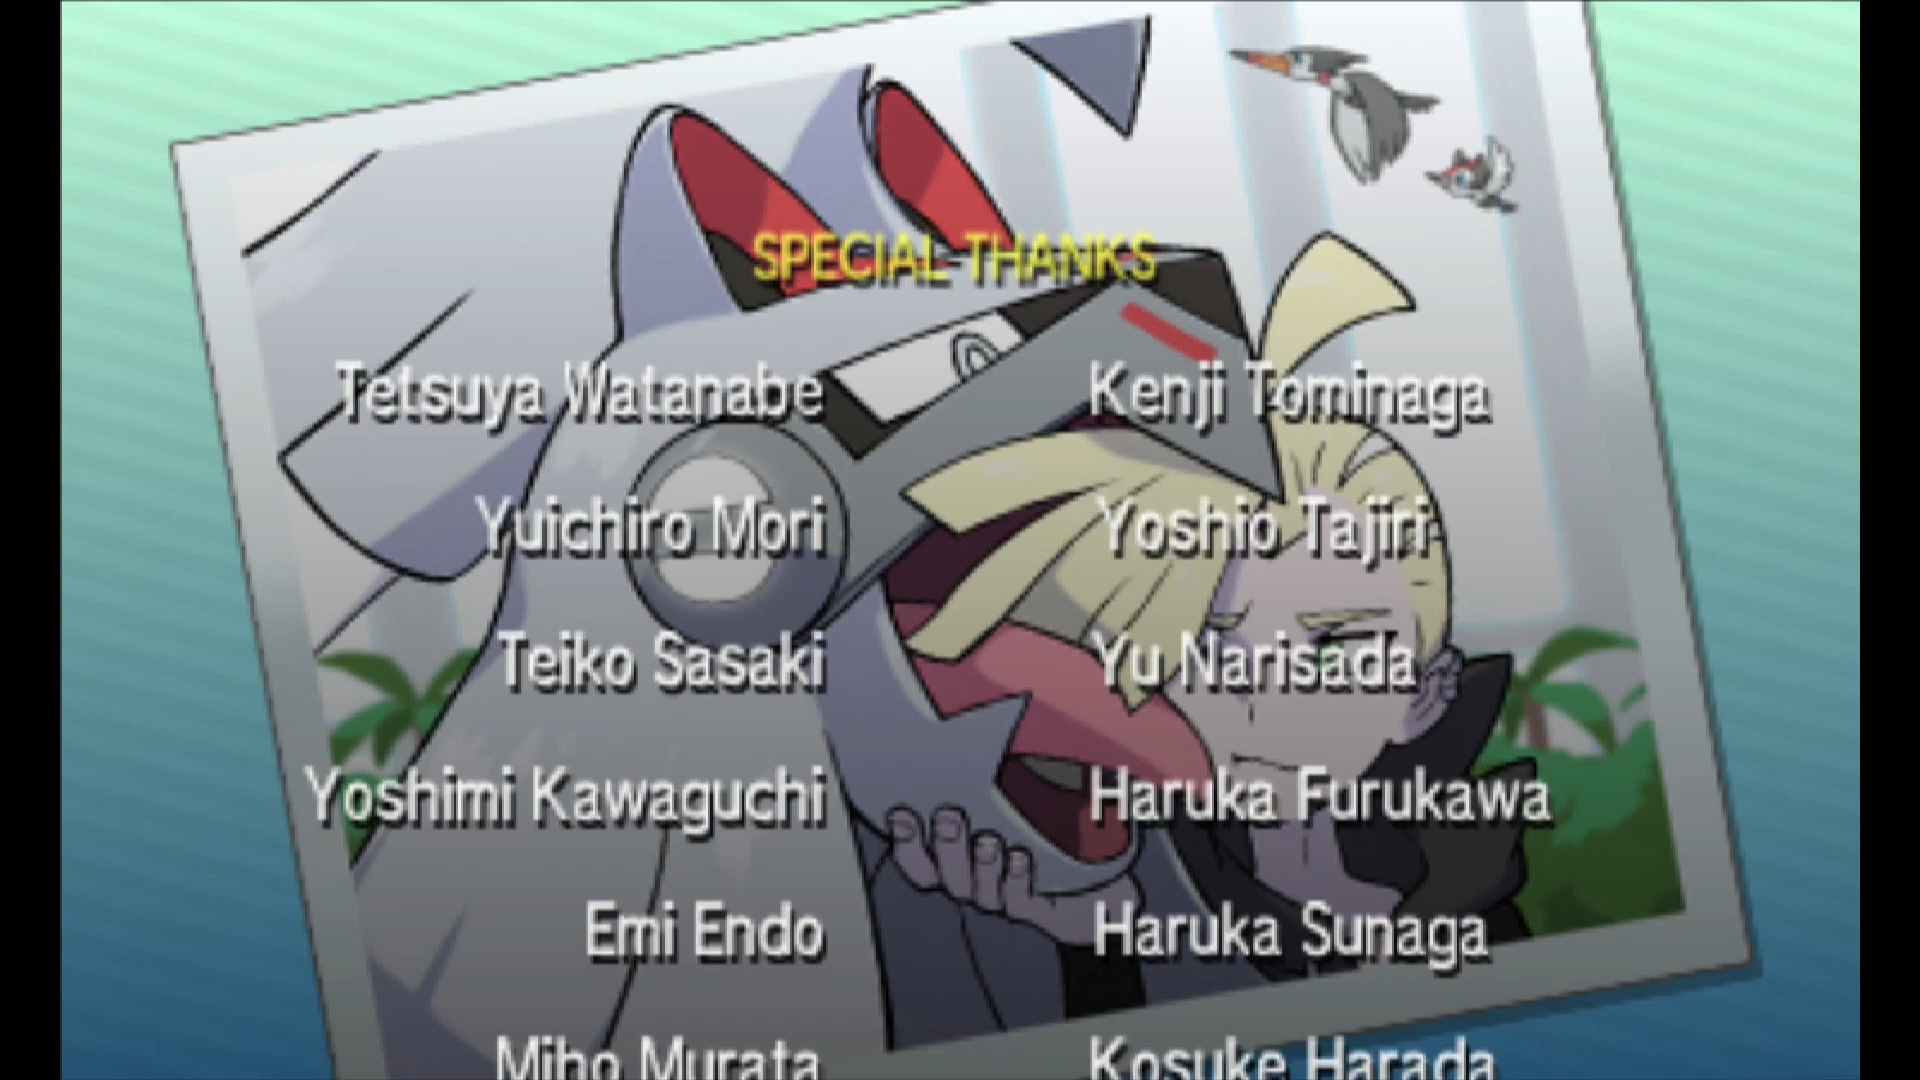 SPECIAL THANKS
Tetsuya Watanabe Kenji Tominaga
Yuichiro Mori Yoshio Tajiri
Teiko Sasaki Yu Narisada
Yoshimi Kawaguchi Haruka Furukawa
Emi Endo Haruka Sunaga
Miho Murata Kosuke Harada